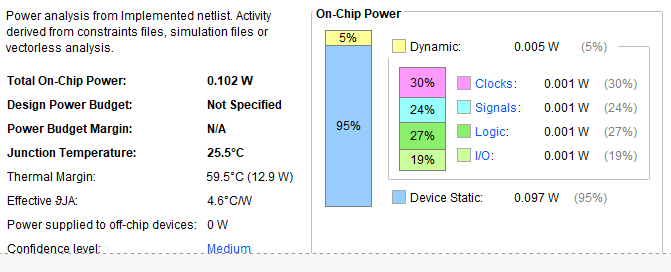 Power analysis from Implemented netlist. Activity
derived from constraints files, simulation files or
vectorless analysis.
Total On-Chip Power: 0.102 W
Design Power Budget: Not Specified
Power Budget Margin: N/A
Junction Temperature: 25.5°C
Thermal Margin: 59.5°C (12.9 W)
Effective ϑJA: 4.6°C/W
Power supplied to off-chip devices: 0 W
Confidence level: Medium
On-Chip Power
5%
95%
Dynamic: 0.005 W (5%)
30% Clocks: 0.001 W (30%)
24% Signals: 0.001 W (24%)
27% Logic: 0.001 W (27%)
19% I/O: 0.001 W (19%)
Device Static: 0.097 W (95%)